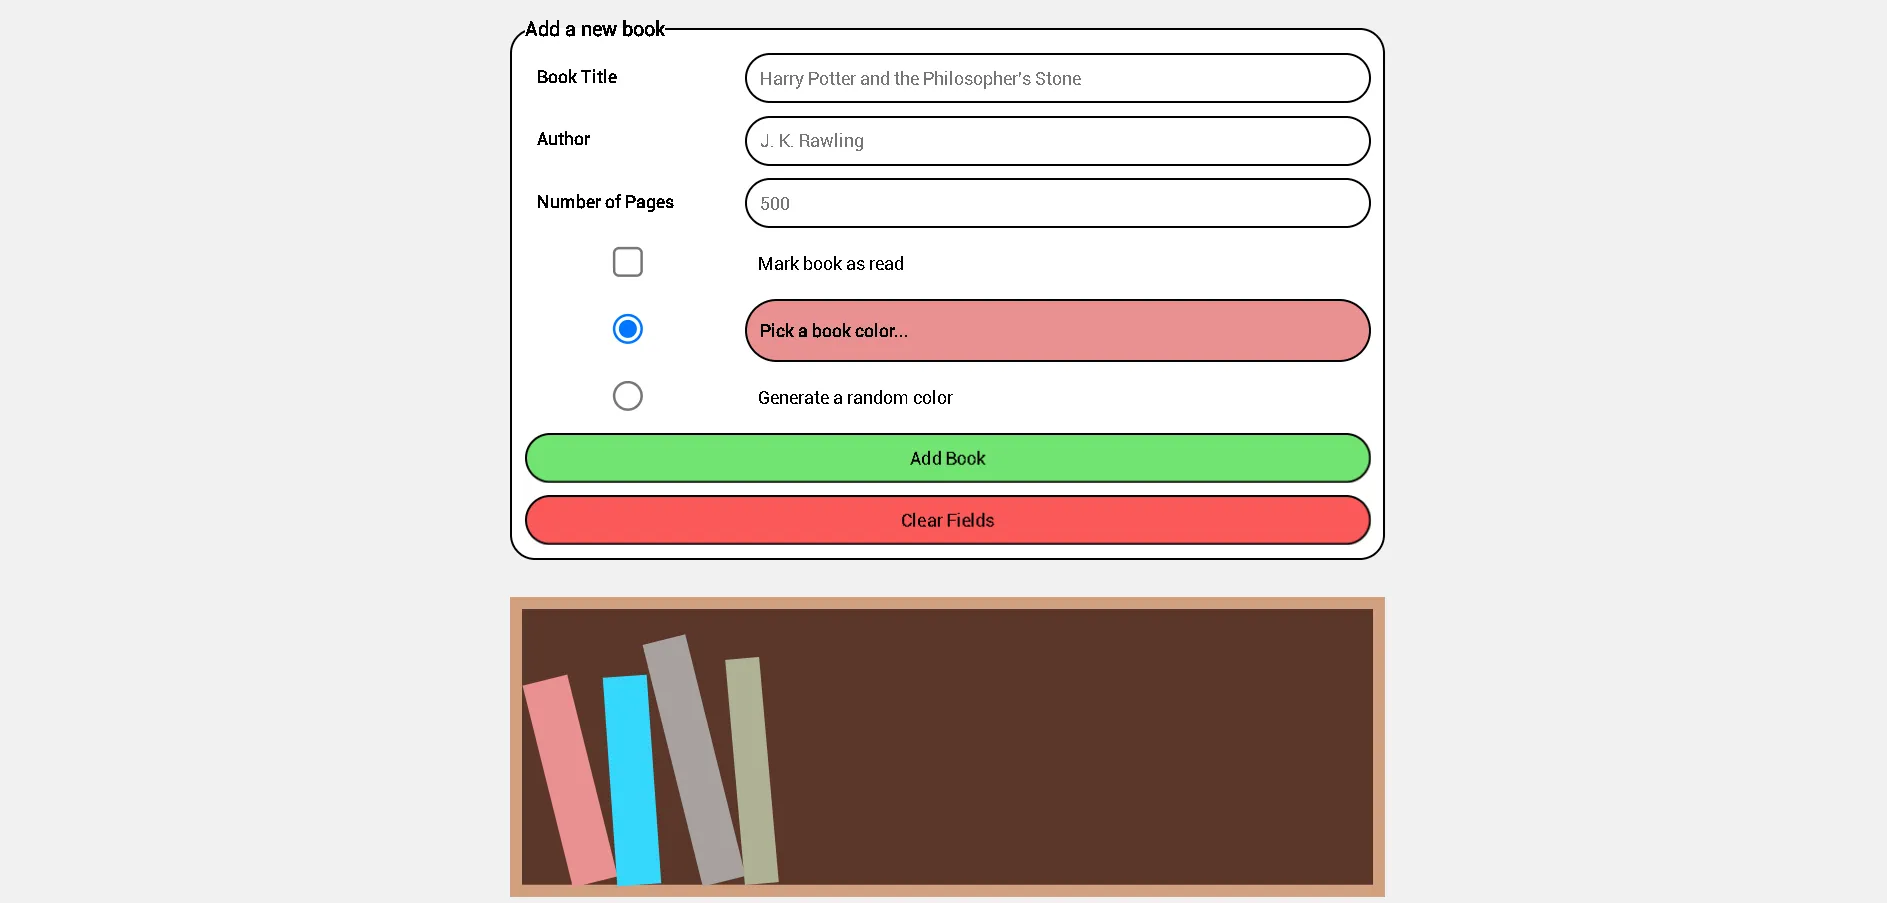 Add a new book
Book Title
Harry Potter and the Philosopher's Stone
Author
J. K. Rawling
Number of Pages
500
Mark book as read
Pick a book color...
Generate a random color
Add Book
Clear Fields